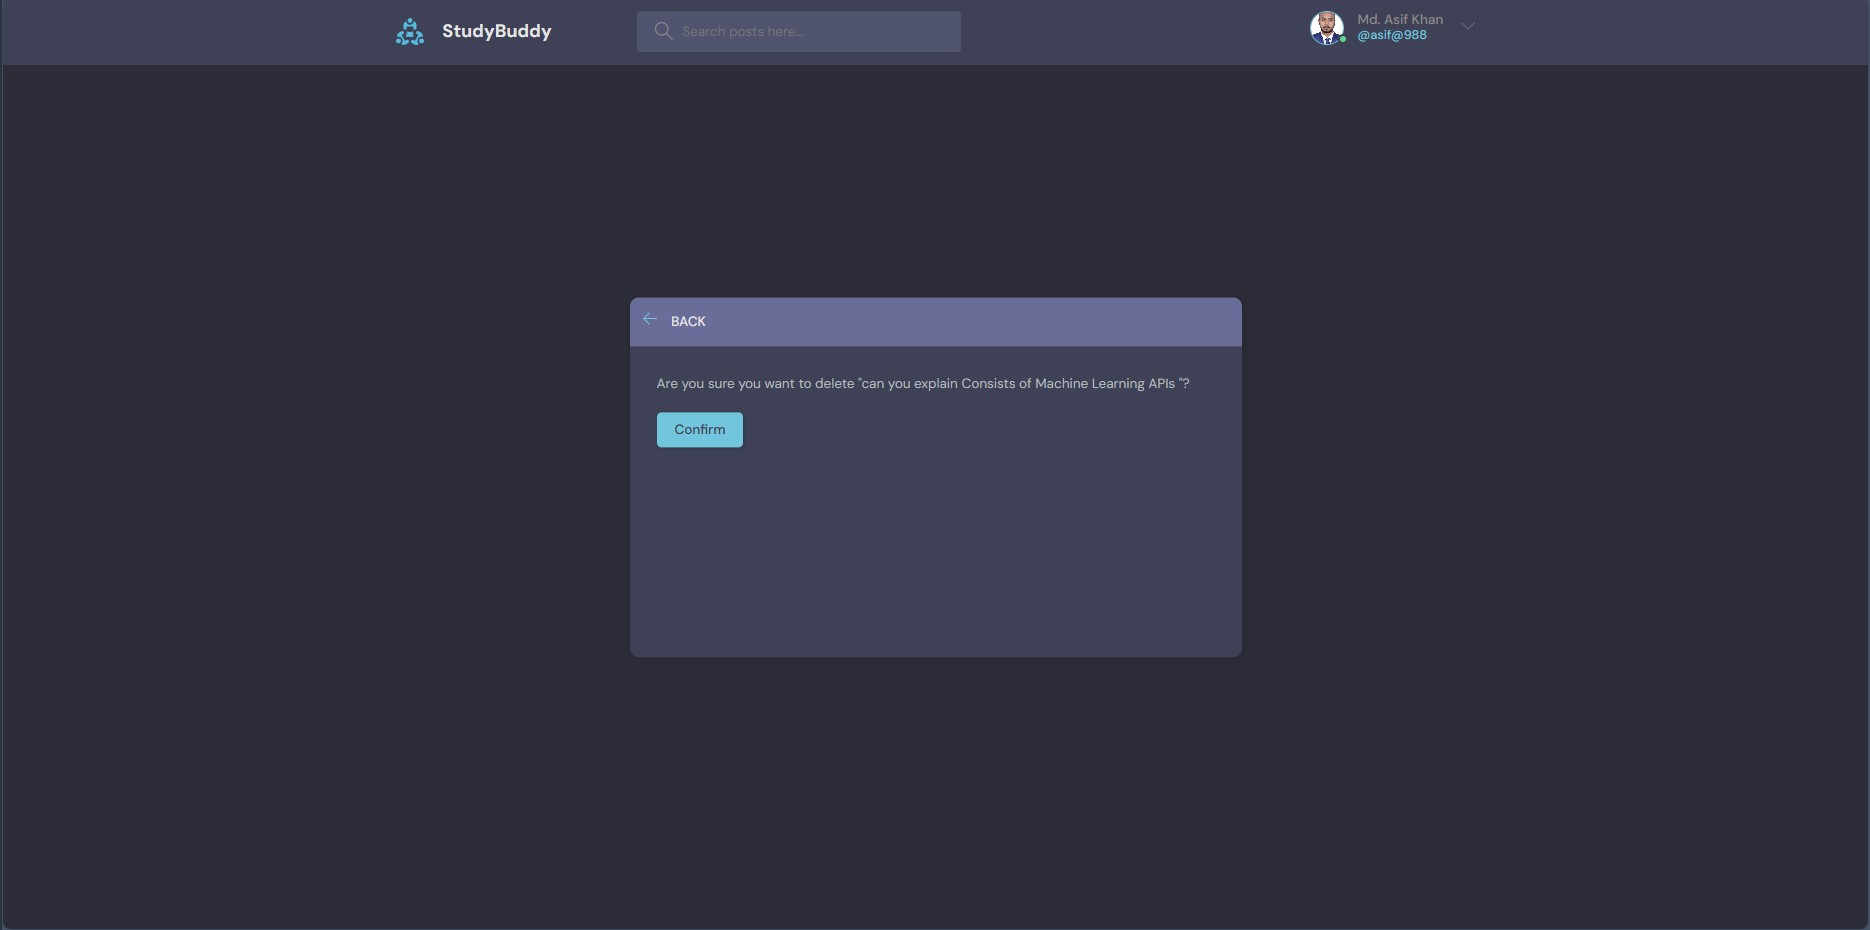 StudyBuddy
Search posts here...
Md. Asif Khan
@asif@988
BACK
Are you sure you want to delete "can you explain Consists of Machine Learning APIs "?
Confirm